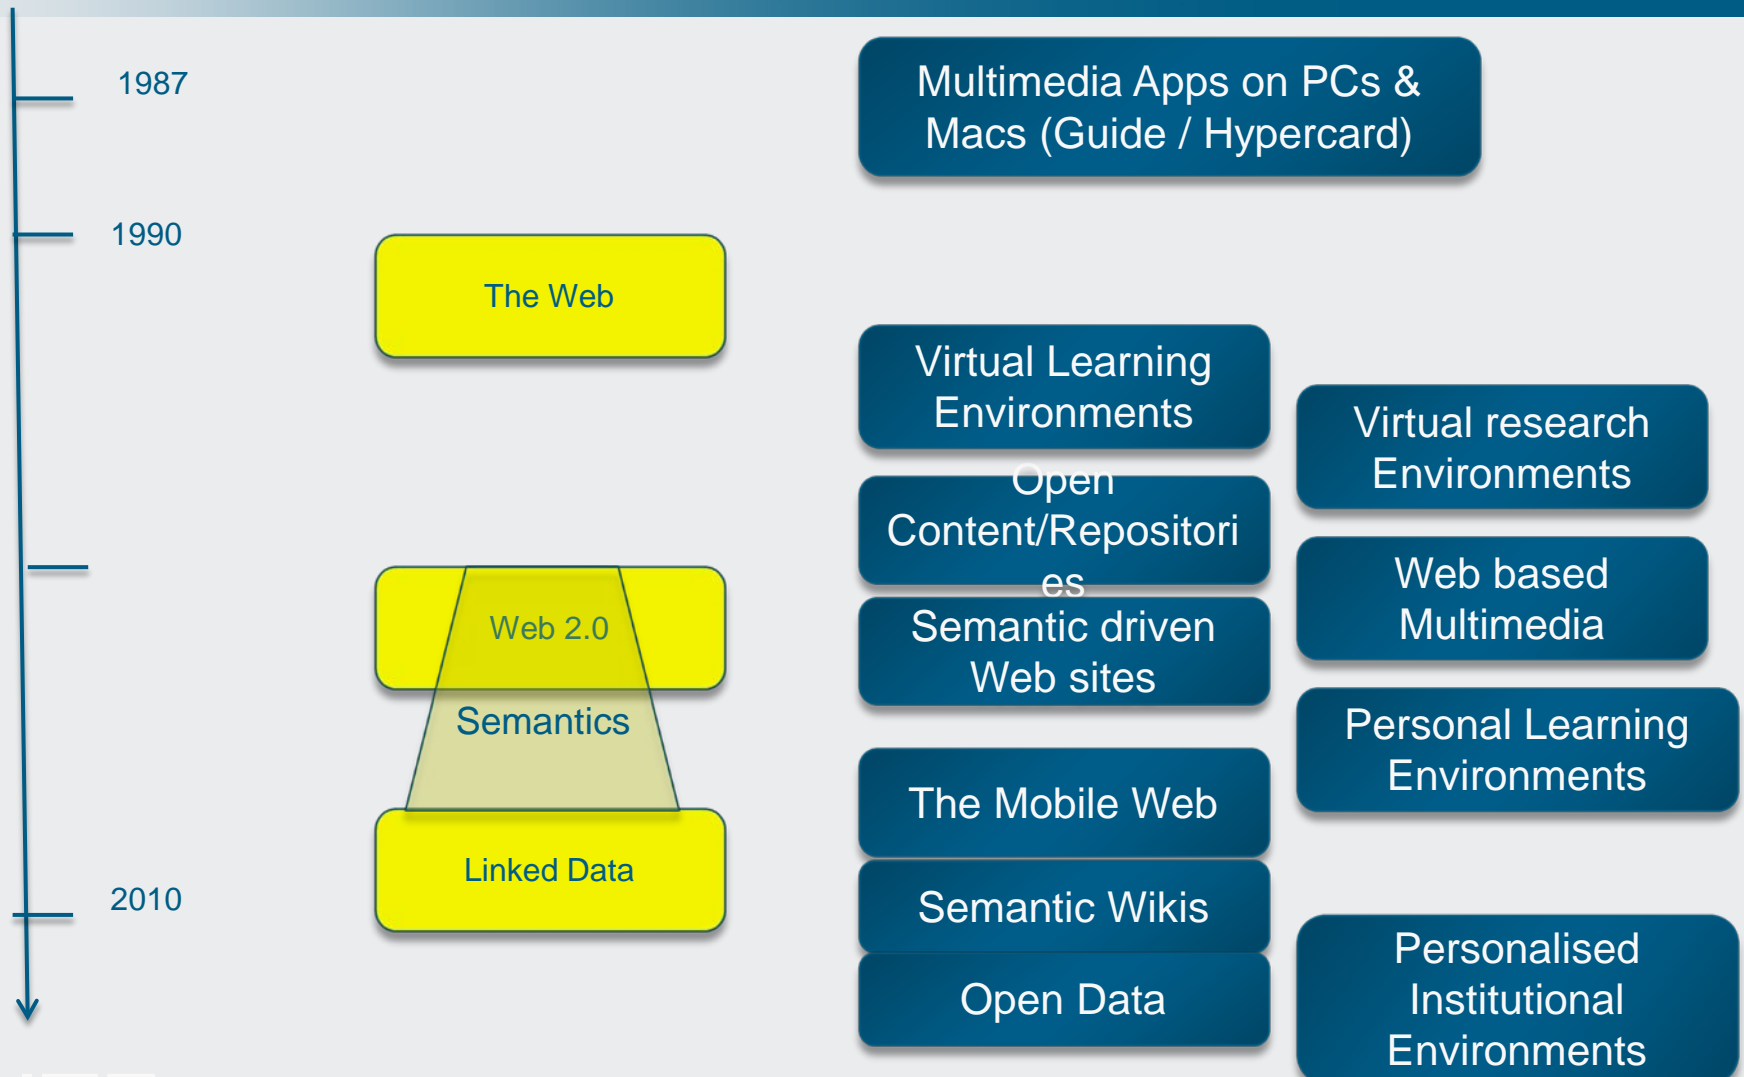 1987
Multimedia Apps on PCs &
Macs (Guide / Hypercard)
1990
The Web
Virtual Learning
Environments
Virtual research
Environments
Open
Content/Repositori
es
Web based
Multimedia
Web 2.0
Semantic driven
Web sites
Semantics
Personal Learning
Environments
The Mobile Web
Linked Data
2010
Semantic Wikis
Personalised
Institutional
Environments
Open Data